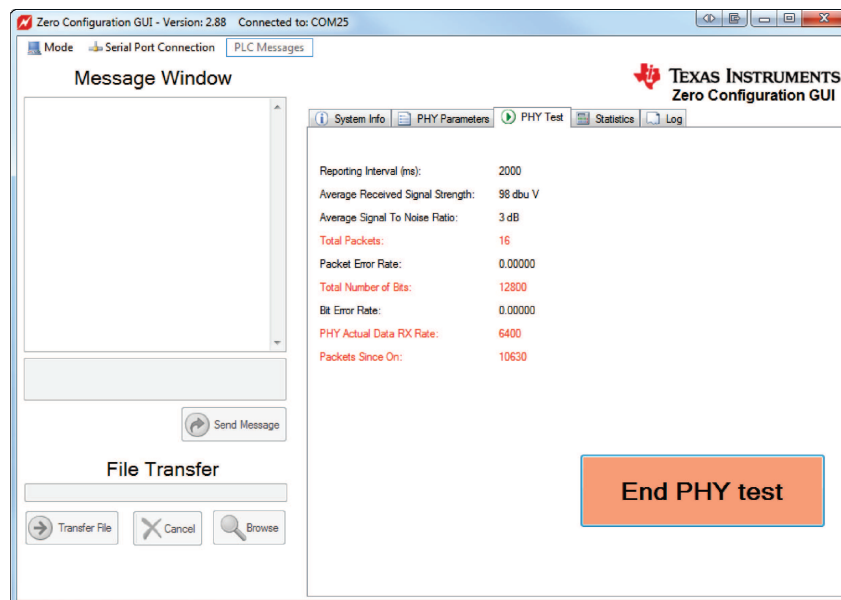 Zero Configuration GUI - Version: 2.88 Connected to: COM25
Mode Serial Port Connection PLC Messages
Message Window
TEXAS INSTRUMENTS
Zero Configuration GUI
System Info PHY Parameters PHY Test Statistics Log
Reporting Interval (ms): 2000
Average Received Signal Strength: 98 dbu V
Average Signal To Noise Ratio: 3 dB
Total Packets: 16
Packet Error Rate: 0.00000
Total Number of Bits: 12800
Bit Error Rate: 0.00000
PHY Actual Data RX Rate: 6400
Packets Since On: 10630
Send Message
File Transfer
End PHY test
Transfer File Cancel Browse